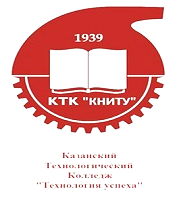 1939
КТК "КНИТУ"
Казанский
Технологический
Колледж
"Технология успеха"